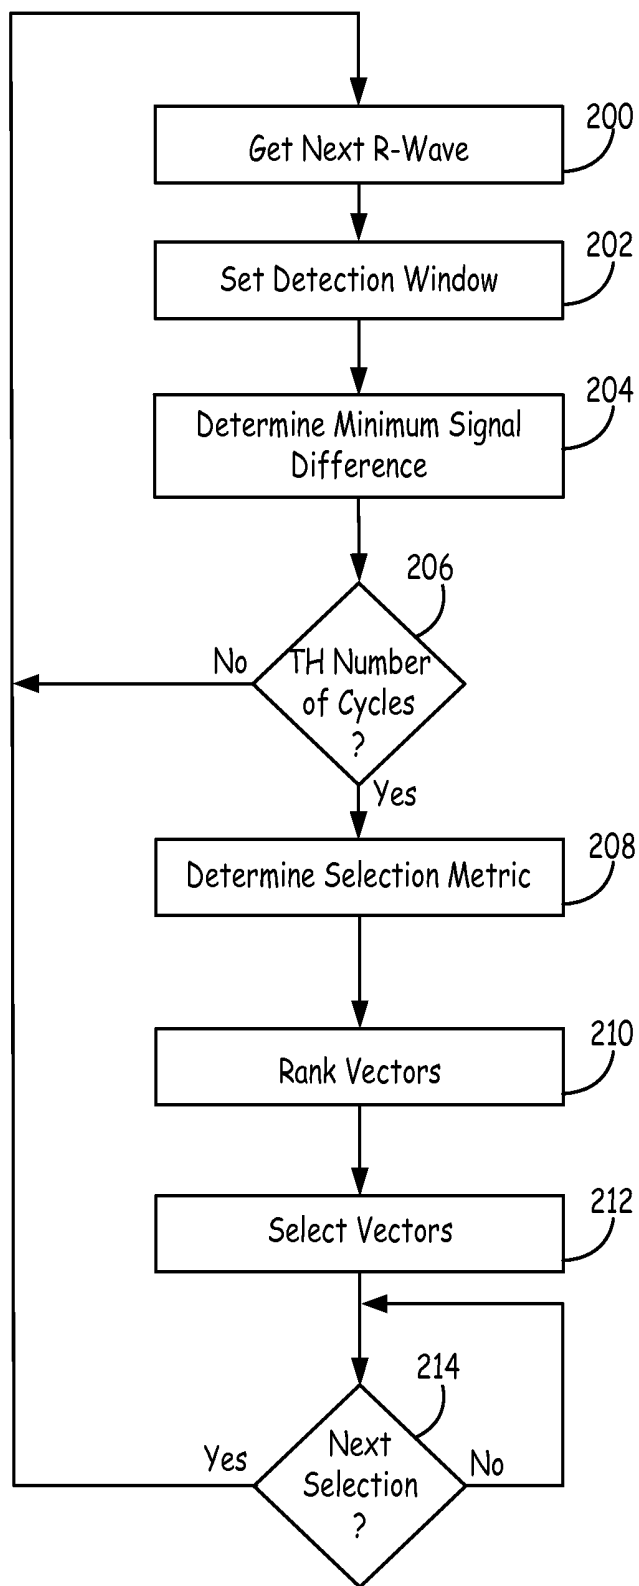 200
Get Next R-Wave
202
Set Detection Window
204
Determine Minimum Signal
Difference
206
No
TH Number
of Cycles
?
Yes
208
Determine Selection Metric
210
Rank Vectors
212
Select Vectors
214
Yes
Next
Selection
?
No